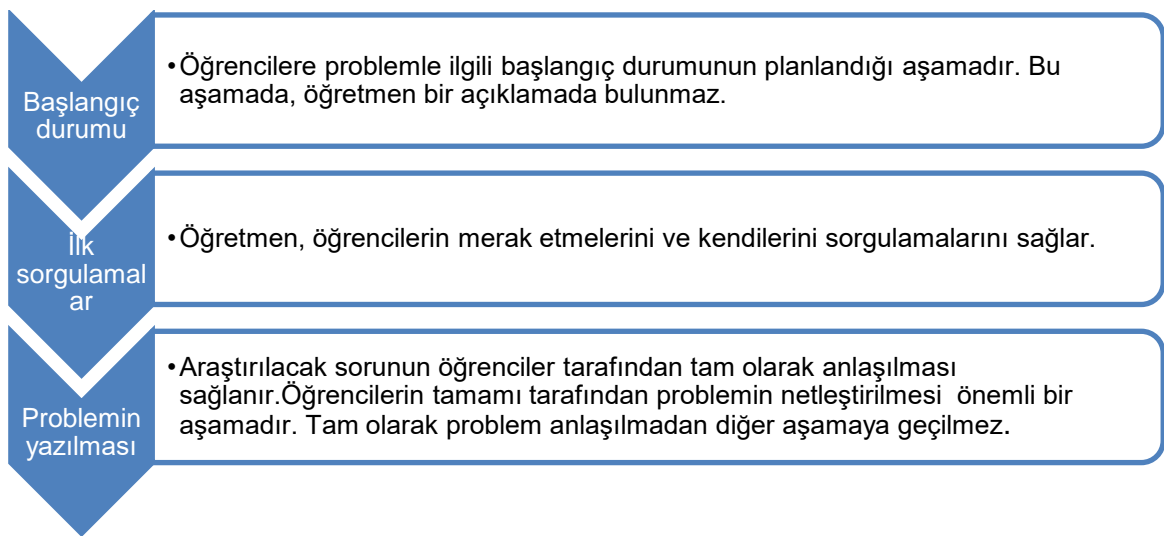 Başlangıç
durumu
•Öğrencilere problemle ilgili başlangıç durumunun planlandığı aşamadır. Bu
aşamada, öğretmen bir açıklamada bulunmaz.
İlk
sorgulamal
ar
•Öğretmen, öğrencilerin merak etmelerini ve kendilerini sorgulamalarını sağlar.
Problemin
yazılması
•Araştırılacak sorunun öğrenciler tarafından tam olarak anlaşılması
sağlanır.Öğrencilerin tamamı tarafından problemin netleştirilmesi  önemli bir
aşamadır. Tam olarak problem anlaşılmadan diğer aşamaya geçilmez.